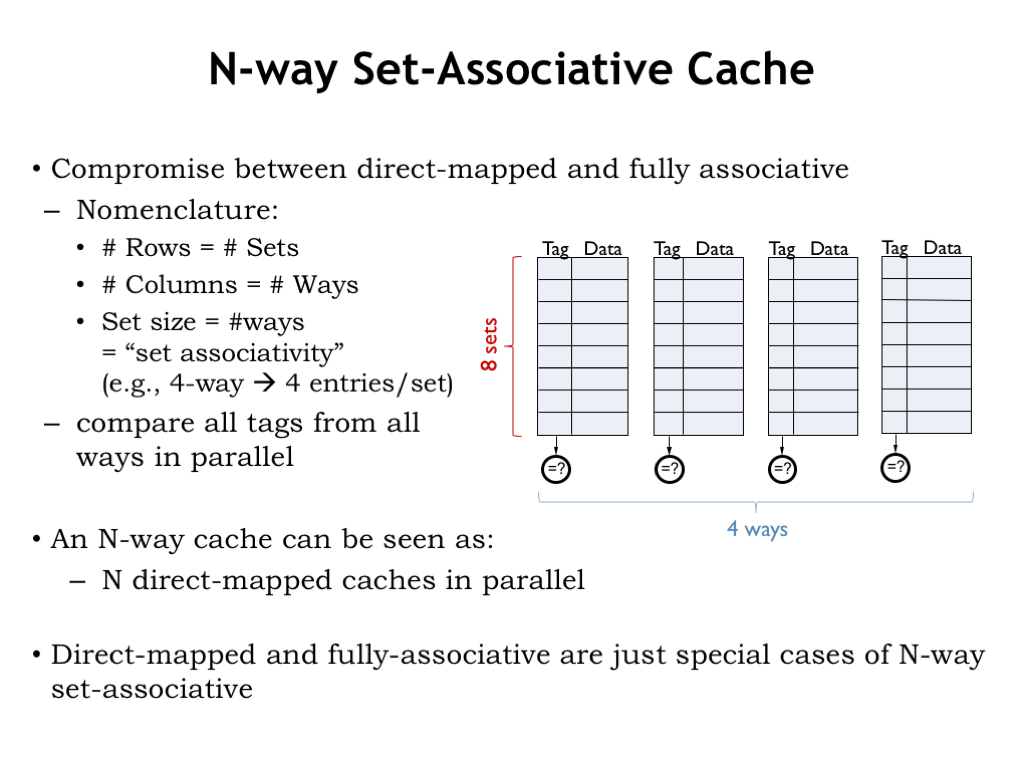 N-way Set-Associative Cache
• Compromise between direct-mapped and fully associative
– Nomenclature:
• # Rows = # Sets
• # Columns = # Ways
• Set size = #ways
= “set associativity”
(e.g., 4-way → 4 entries/set)
– compare all tags from all
ways in parallel
Tag Data Tag Data Tag Data Tag Data
8 sets
=? =? =? =?
4 ways
• An N-way cache can be seen as:
– N direct-mapped caches in parallel
• Direct-mapped and fully-associative are just special cases of N-way
set-associative